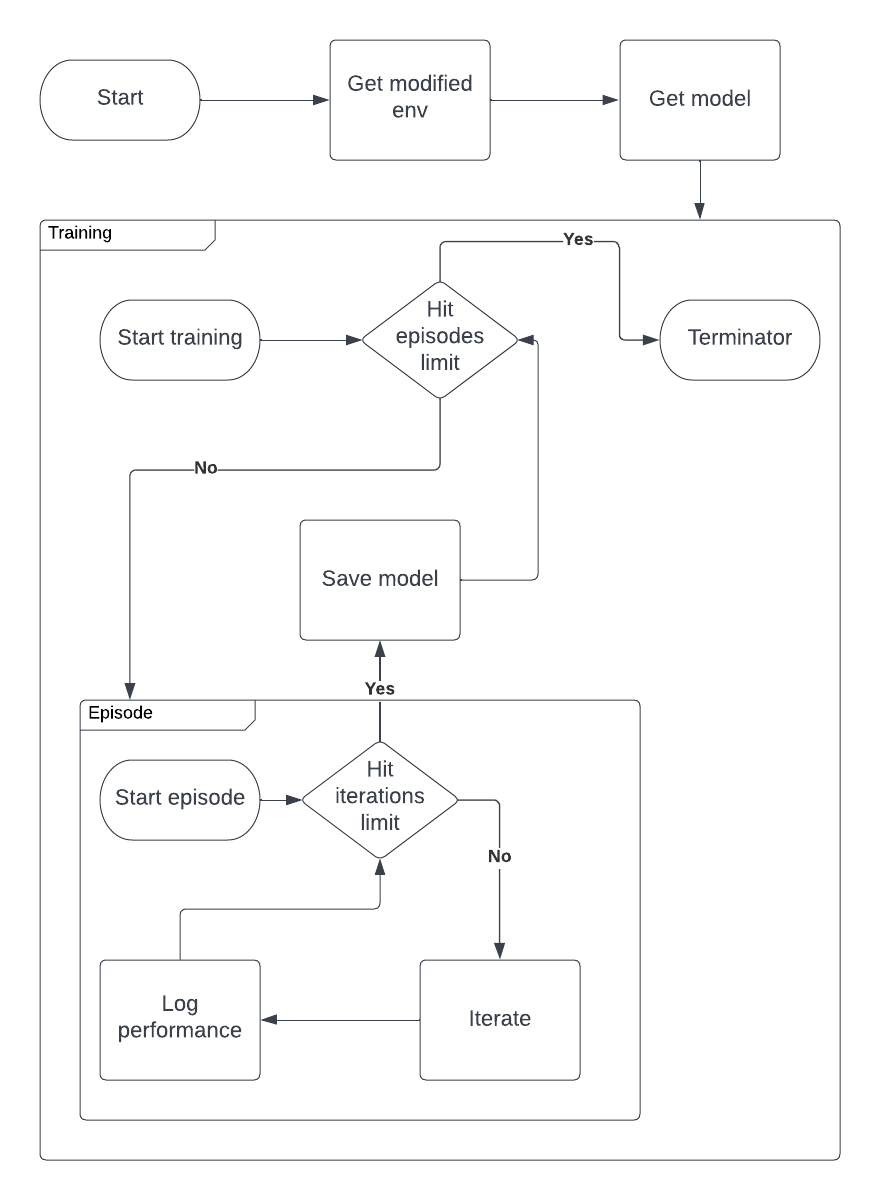 Start
Get modified
env
Get model
Training
Yes
Hit
episodes
limit
Start training
Terminator
No
Save model
Yes
Episode
Hit
iterations
limit
Start episode
No
Log
performance
Iterate